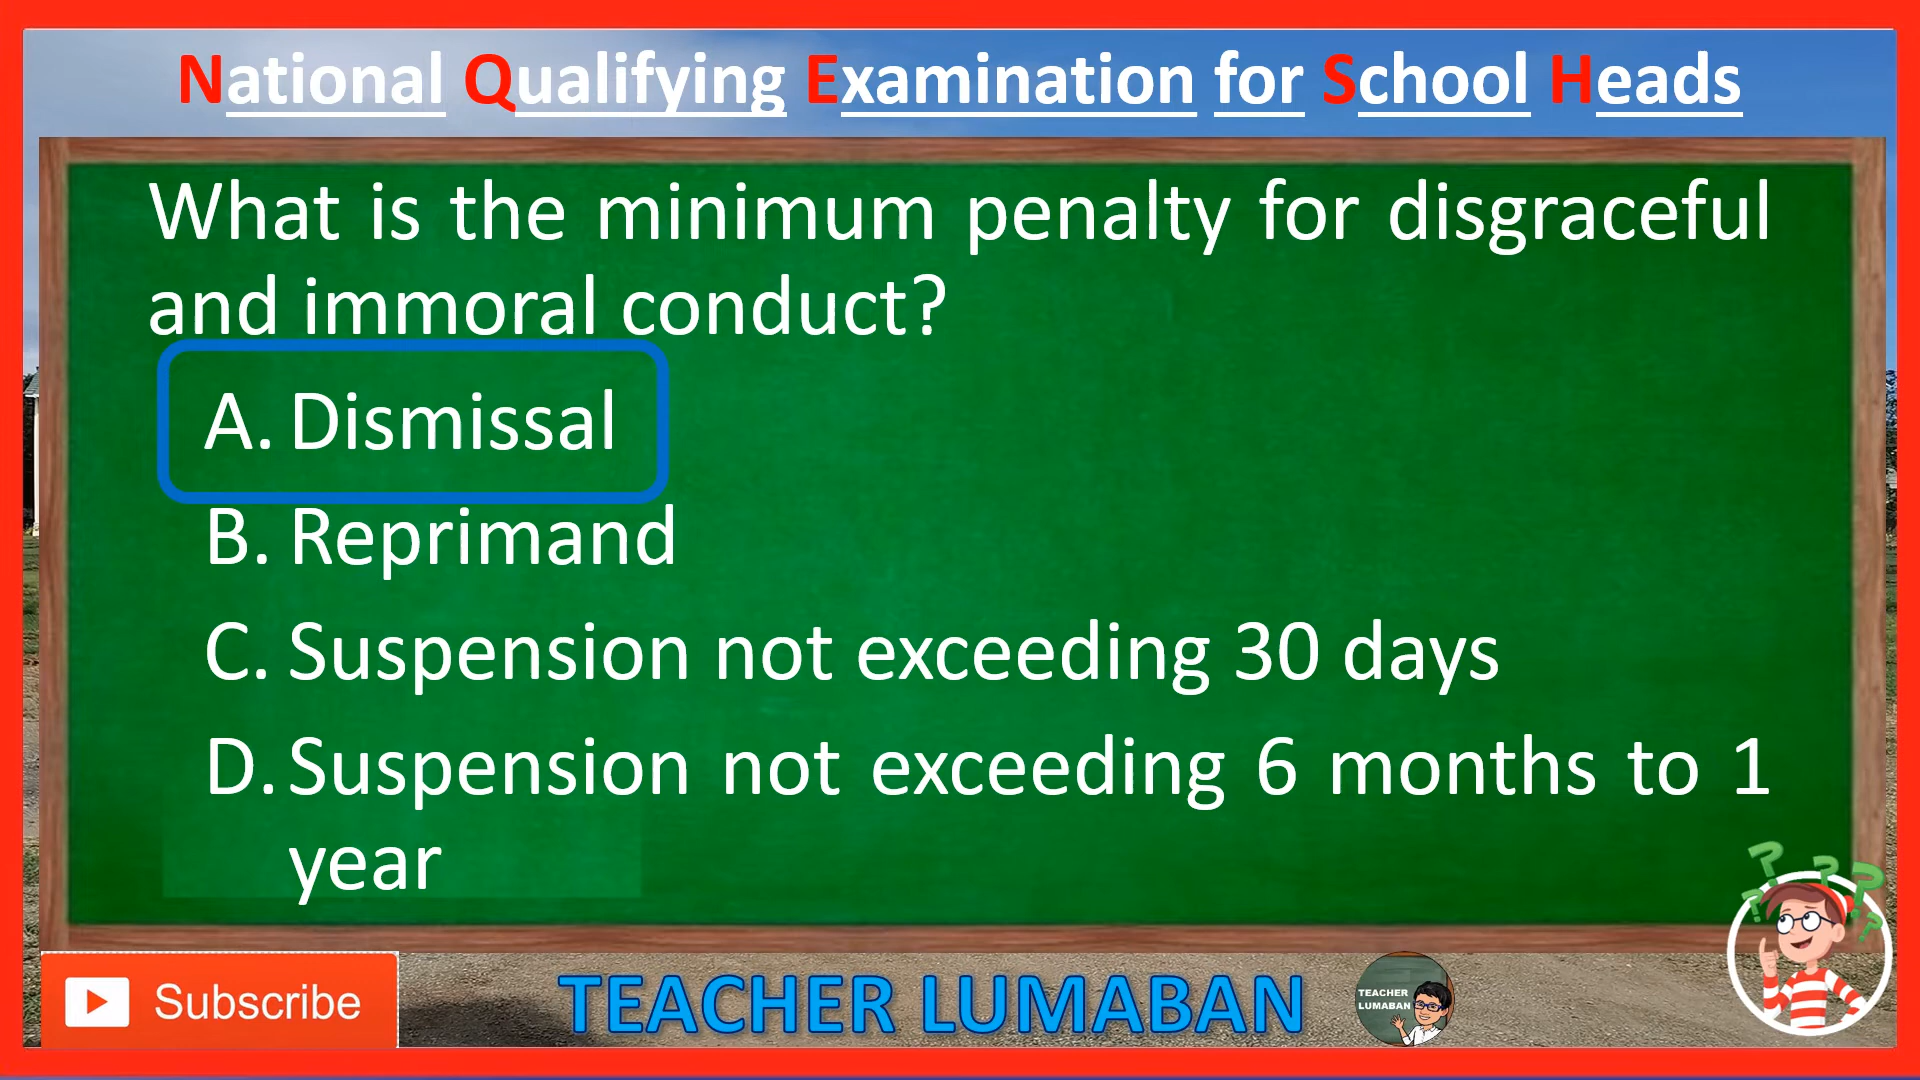 National Qualifying Examination for School Heads
What is the minimum penalty for disgraceful
and immoral conduct?
A. Dismissal
B. Reprimand
C. Suspension not exceeding 30 days
D. Suspension not exceeding 6 months to 1
year
Subscribe
TEACHER LUMABAN
TEACHER
LUMABAN